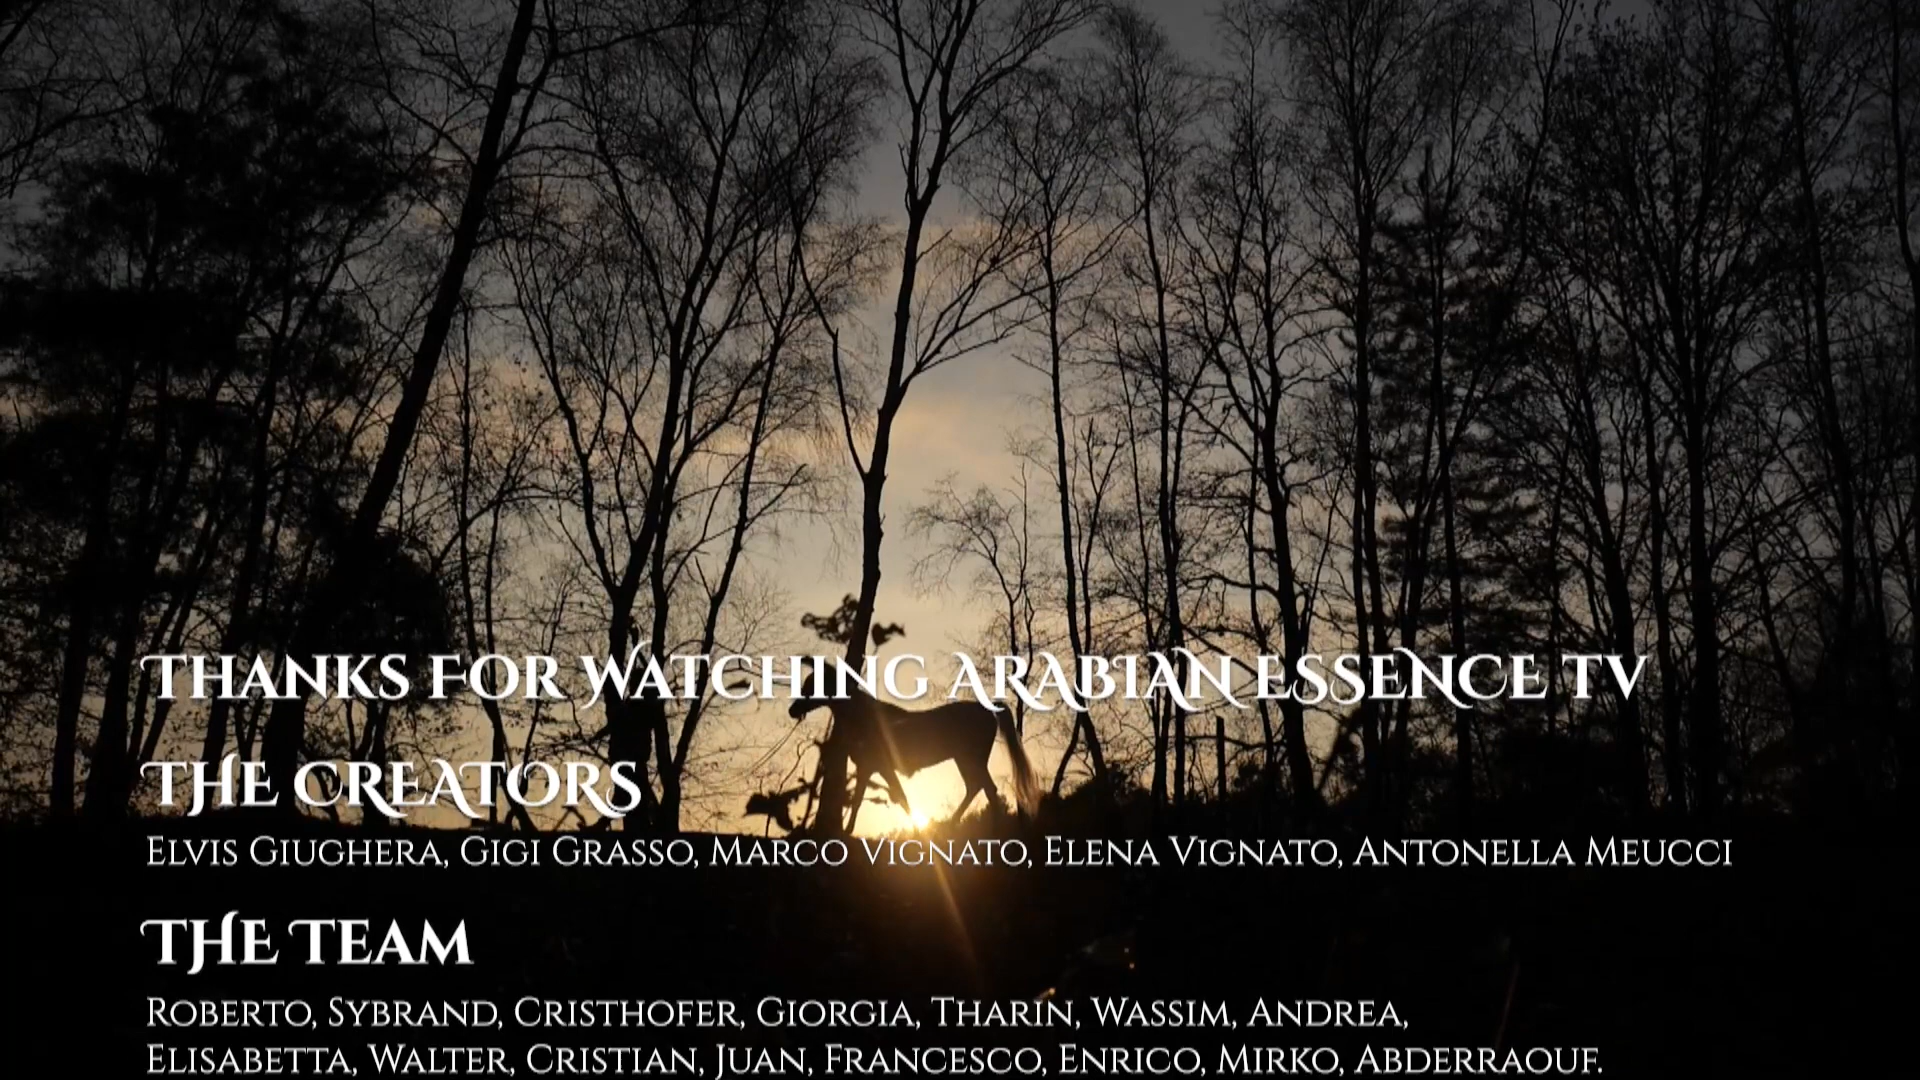 Thanks For Watching ARABIAN ESSENCE TV
THE CREATORS
Elvis Giughera, Gigi Grasso, Marco Vignato, Elena Vignato, Antonella Meucci
THE TEAM
Roberto, Sybrand, Cristhofer, Giorgia, Tharin, Wassim, Andrea,
Elisabetta, Walter, Cristian, Juan, Francesco, Enrico, Mirko, Abderraouf.